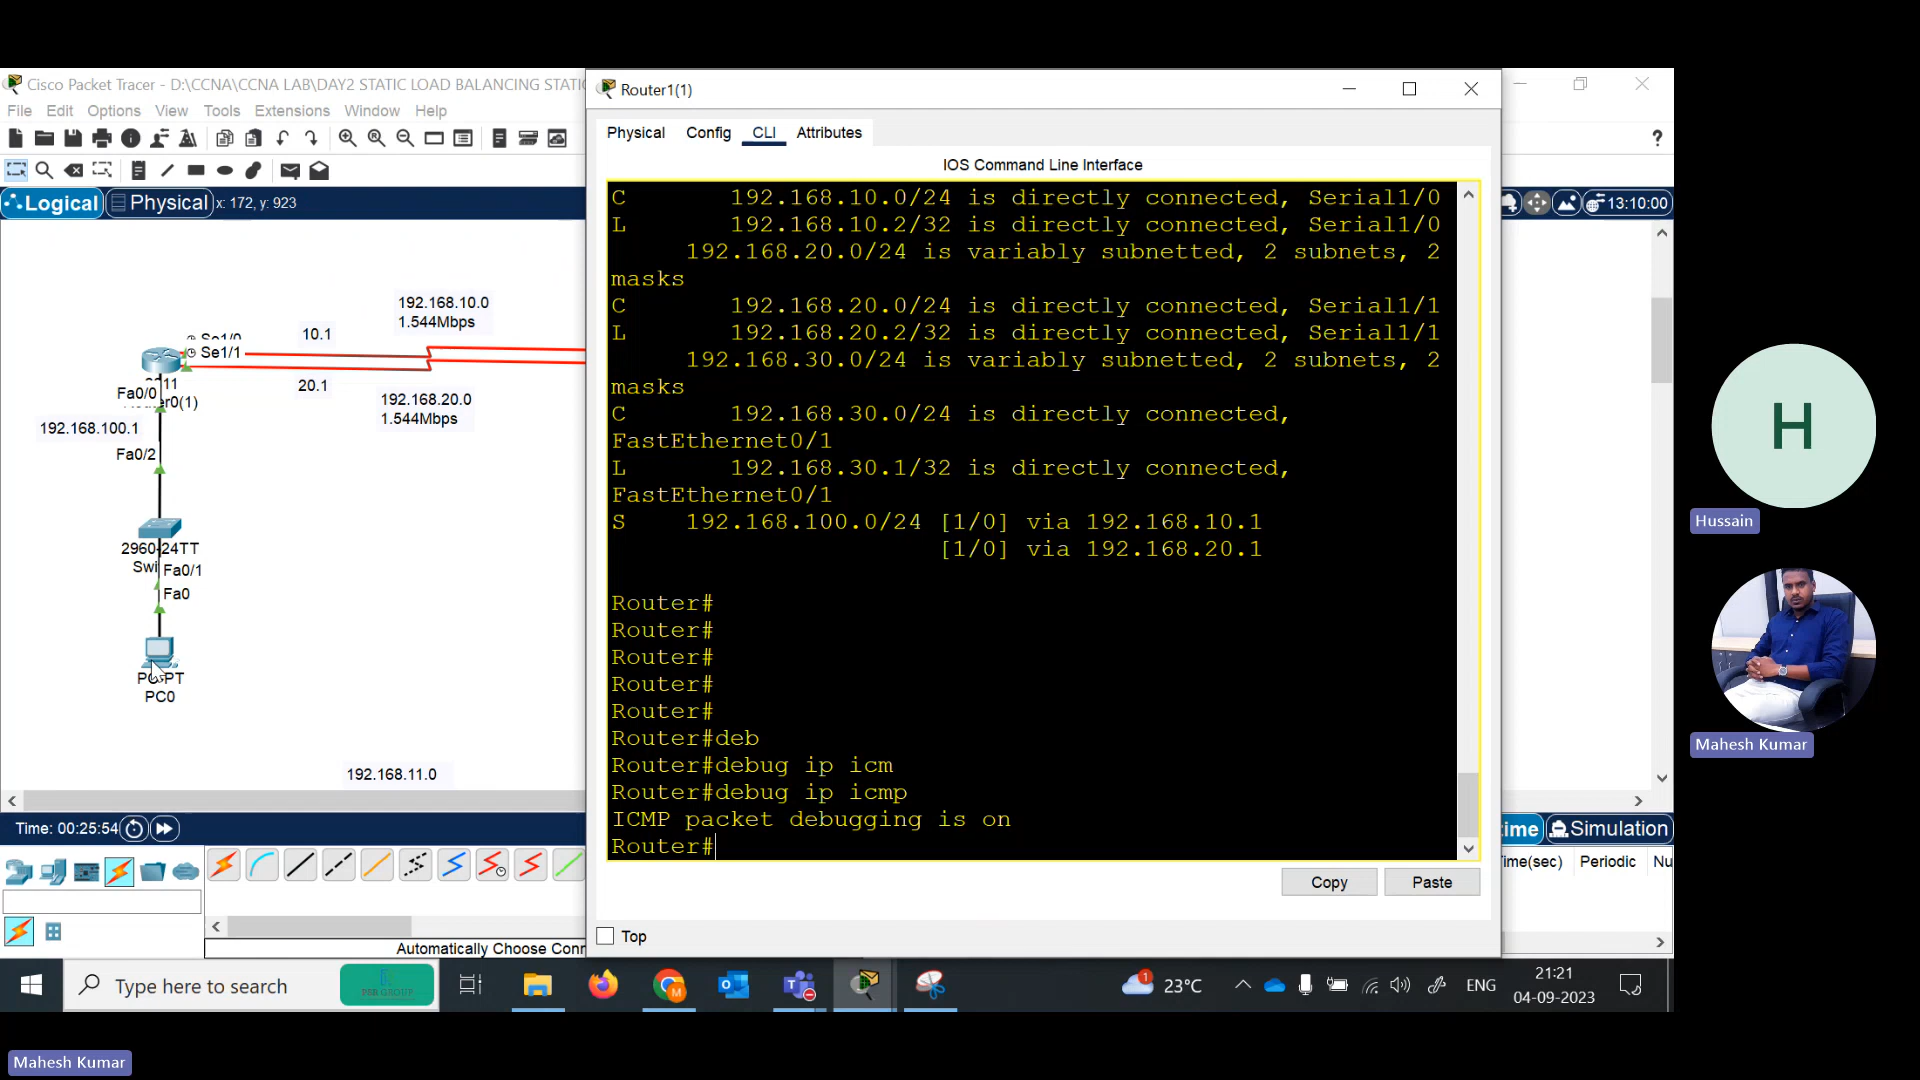 Cisco Packet Tracer - D:\CCNA\CCNA LAB\DAY2 STATIC LOAD BALANCING STATIC
File Edit Options View Tools Extensions Window Help
Logical Physical x: 172, y: 923
13:10:00
192.168.10.0
1.544Mbps
10.1
Se1/0
Se1/1
20.1
192.168.20.0
1.544Mbps
Fa0/0
192.168.100.1
Fa0/2
2960-24TT
Fa0/1
Fa0
PC-PT
PC0
192.168.11.0
Time: 00:25:54
Automatically Choose Conn
Router1(1)
Physical Config CLI Attributes
IOS Command Line Interface
C 192.168.10.0/24 is directly connected, Serial1/0
L 192.168.10.2/32 is directly connected, Serial1/0
192.168.20.0/24 is variably subnetted, 2 subnets, 2
masks
C 192.168.20.0/24 is directly connected, Serial1/1
L 192.168.20.2/32 is directly connected, Serial1/1
192.168.30.0/24 is variably subnetted, 2 subnets, 2
masks
C 192.168.30.0/24 is directly connected,
FastEthernet0/1
L 192.168.30.1/32 is directly connected,
FastEthernet0/1
S 192.168.100.0/24 [1/0] via 192.168.10.1
[1/0] via 192.168.20.1
Router#
Router#
Router#
Router#
Router#
Router#deb
Router#debug ip icm
Router#debug ip icmp
ICMP packet debugging is on
Router#
Copy Paste
Top
time Simulation
Time(sec) Periodic Nu
Type here to search
PSB GROUP
23°C
ENG
21:21
04-09-2023
H
Hussain
Mahesh Kumar
Mahesh Kumar